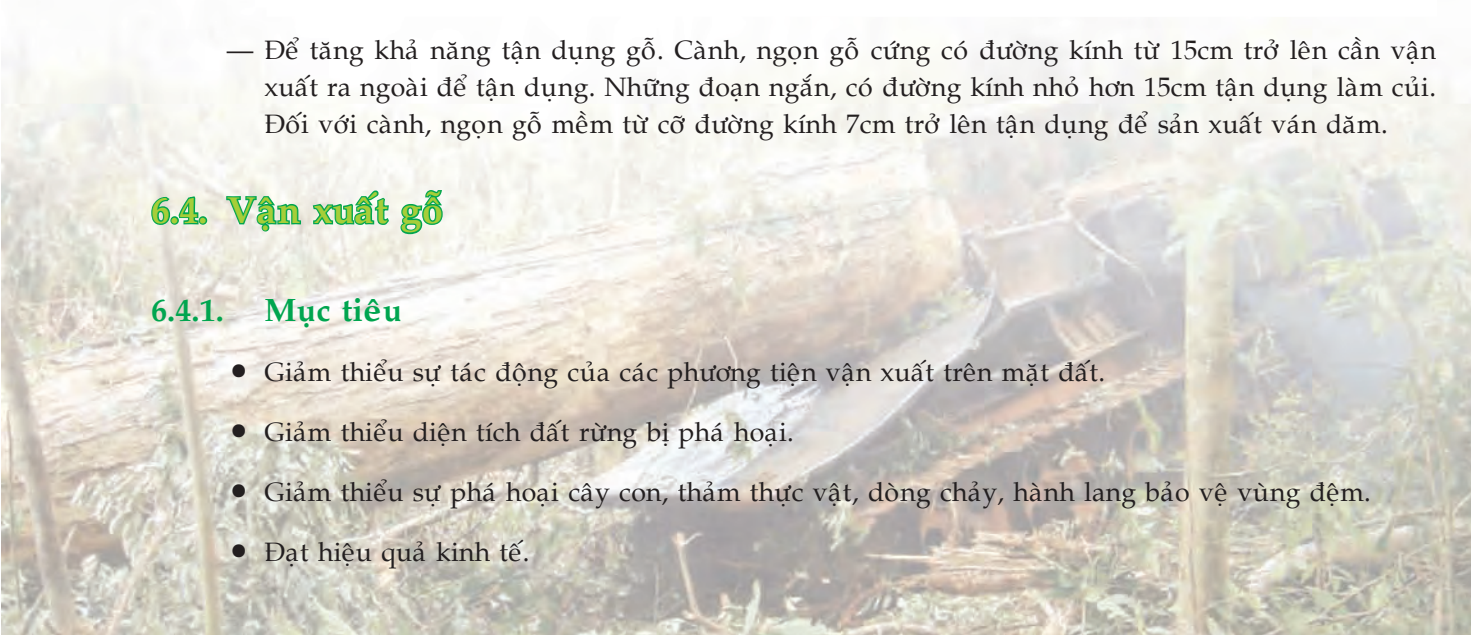 — Để tăng khả năng tận dụng gỗ. Cành, ngọn gỗ cứng có đường kính từ 15cm trở lên cần vận
xuất ra ngoài để tận dụng. Những đoạn ngắn, có đường kính nhỏ hơn 15cm tận dụng làm củi.
Đối với cành, ngọn gỗ mềm từ cỡ đường kính 7cm trở lên tận dụng để sản xuất ván dăm.
6.4. Vận xuất gỗ
6.4.1. Mục tiêu
• Giảm thiểu sự tác động của các phương tiện vận xuất trên mặt đất.
• Giảm thiểu diện tích đất rừng bị phá hoại.
• Giảm thiểu sự phá hoại cây con, thảm thực vật, dòng chảy, hành lang bảo vệ vùng đệm.
• Đạt hiệu quả kinh tế.